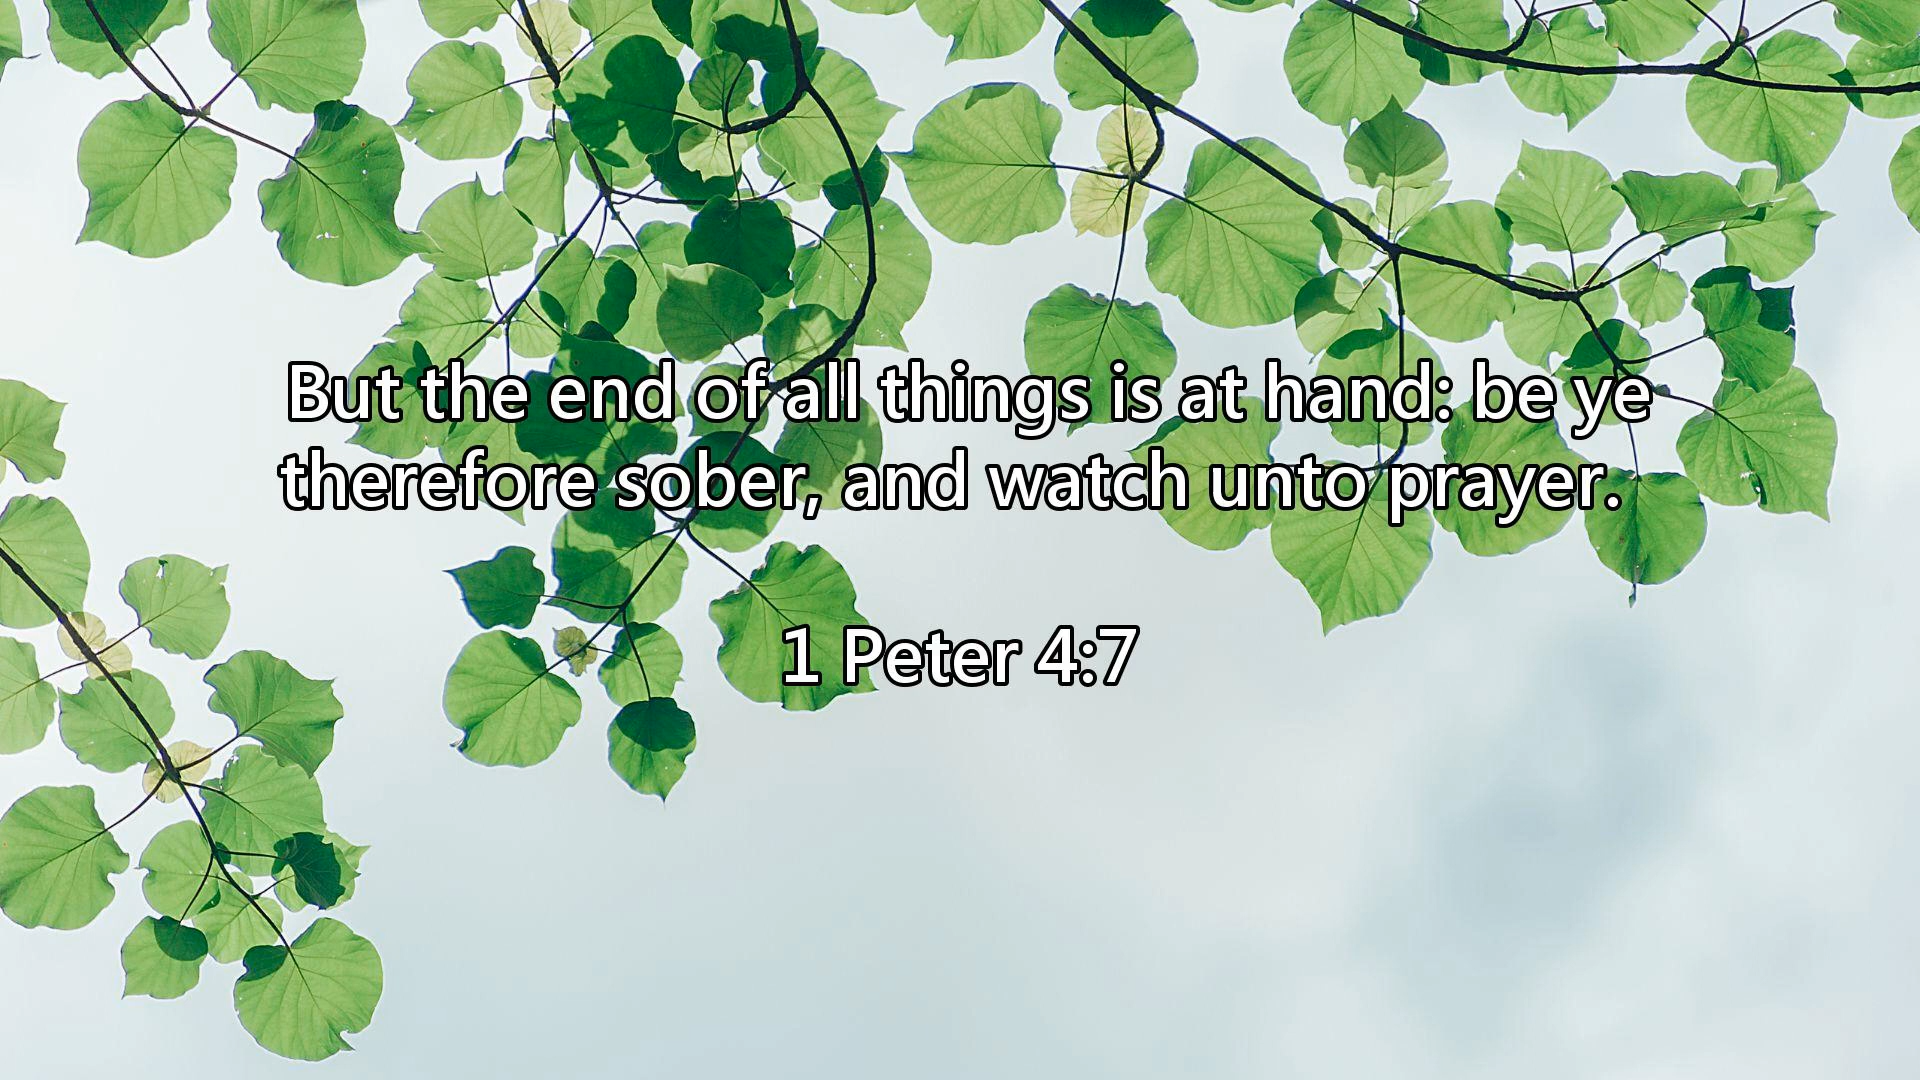 But the end of all things is at hand: be ye
therefore sober, and watch unto prayer.
1 Peter 4:7